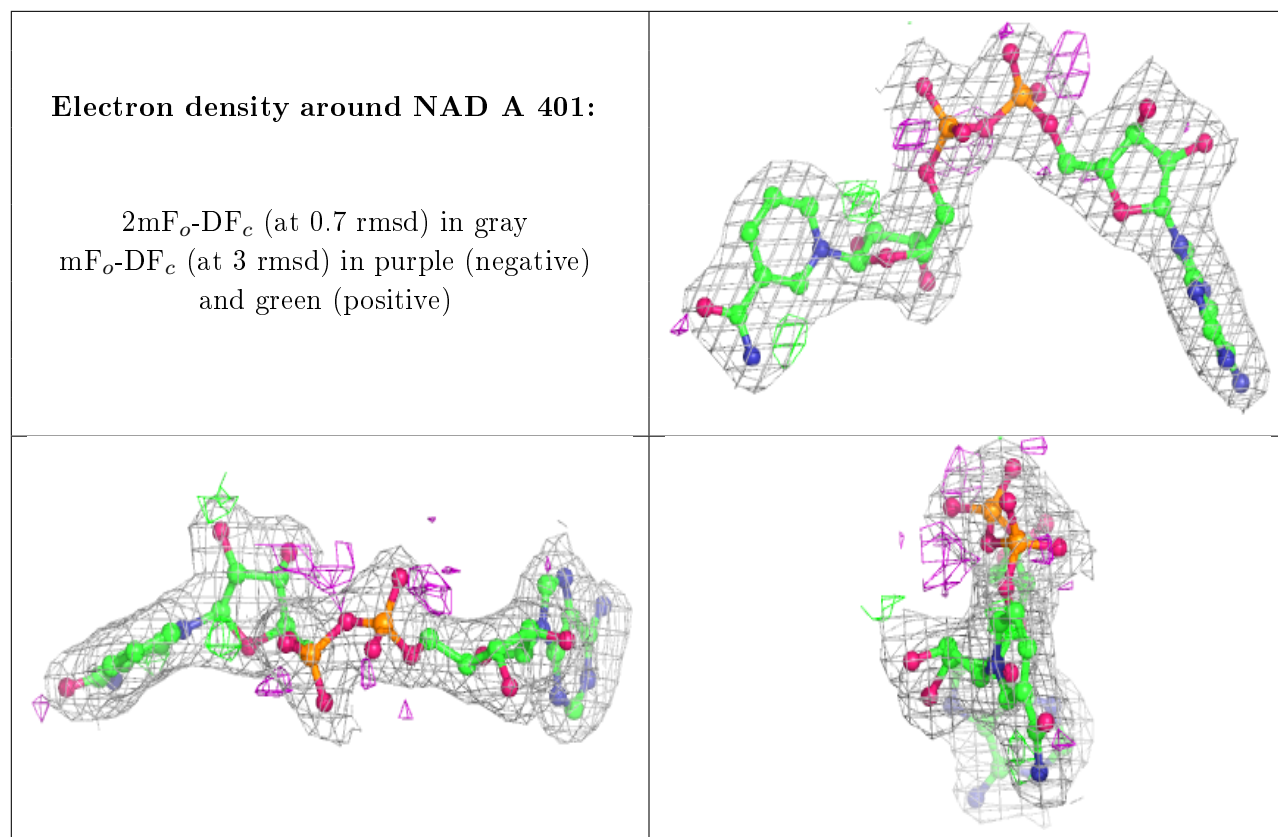 Electron density around NAD A 401:
2mFo-DFc (at 0.7 rmsd) in gray
mFo-DFc (at 3 rmsd) in purple (negative)
and green (positive)